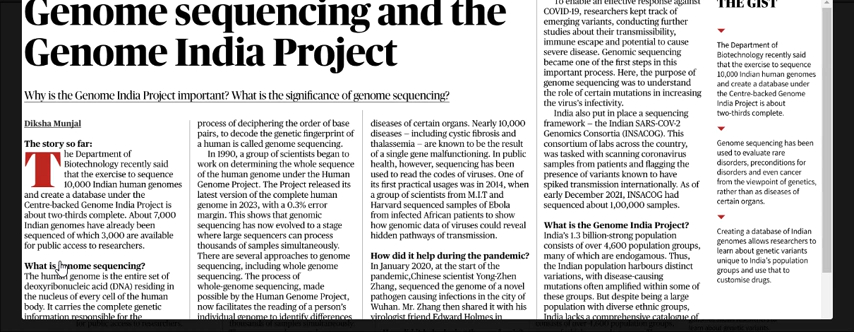 Genome sequencing and the
Genome India Project
Why is the Genome India Project important? What is the significance of genome sequencing?
Diksha Munjal
The story so far:
The Department of
Biotechnology recently said
that the exercise to sequence
10,000 Indian human genomes
and create a database under the
Centre-backed Genome India Project is
about two-thirds complete. About 7,000
Indian genomes have already been
sequenced of which 3,000 are available
for public access to researchers.
What is genome sequencing?
The human genome is the entire set of
deoxyribonucleic acid (DNA) residing in
the nucleus of every cell of the human
body. It carries the complete genetic
information responsible for the
process of deciphering the order of base
pairs, to decode the genetic fingerprint of
a human is called genome sequencing.
In 1990, a group of scientists began to
work on determining the whole sequence
of the human genome under the Human
Genome Project. The Project released its
latest version of the complete human
genome in 2023, with a 0.3% error
margin. This shows that genomic
sequencing has now evolved to a stage
where large sequencers can process
thousands of samples simultaneously.
There are several approaches to genome
sequencing, including whole genome
sequencing. The process of
whole-genome sequencing, made
possible by the Human Genome Project,
now facilitates the reading of a person's
individual genome to identify differences
diseases of certain organs. Nearly 10,000
diseases – including cystic fibrosis and
thalassemia – are known to be the result
of a single gene malfunctioning. In public
health, however, sequencing has been
used to read the codes of viruses. One of
its first practical usages was in 2014, when
a group of scientists from M.I.T and
Harvard sequenced samples of Ebola
from infected African patients to show
how genomic data of viruses could reveal
hidden pathways of transmission.
How did it help during the pandemic?
In January 2020, at the start of the
pandemic, Chinese scientist Yong-Zhen
Zhang, sequenced the genome of a novel
pathogen causing infections in the city of
Wuhan. Mr. Zhang then shared it with his
virologist friend Edward Holmes in
To enable an effective response against
COVID-19, researchers kept track of
emerging variants, conducting further
studies about their transmissibility,
immune escape and potential to cause
severe disease. Genomic sequencing
became one of the first steps in this
important process. Here, the purpose of
genome sequencing was to understand
the role of certain mutations in increasing
the virus's infectivity.
India also put in place a sequencing
framework – the Indian SARS-COV-2
Genomics Consortia (INSACOG). This
consortium of labs across the country,
was tasked with scanning coronavirus
samples from patients and flagging the
presence of variants known to have
spiked transmission internationally. As of
early December 2021, INSACOG had
sequenced about 1,00,000 samples.
What is the Genome India Project?
India's 1.3 billion-strong population
consists of over 4,600 population groups,
many of which are endogamous. Thus,
the Indian population harbours distinct
variations, with disease-causing
mutations often amplified within some of
these groups. But despite being a large
population with diverse ethnic groups,
India lacks a comprehensive catalogue of
THE GIST
The Department of
Biotechnology recently said
that the exercise to sequence
10,000 Indian human genomes
and create a database under
the Centre-backed Genome
India Project is about
two-thirds complete.
Genome sequencing has been
used to evaluate rare
disorders, preconditions for
disorders and even cancer
from the viewpoint of genetics,
rather than as diseases of
certain organs.
Creating a database of Indian
genomes allows researchers to
learn about genetic variants
unique to India's population
groups and use that to
customise drugs.